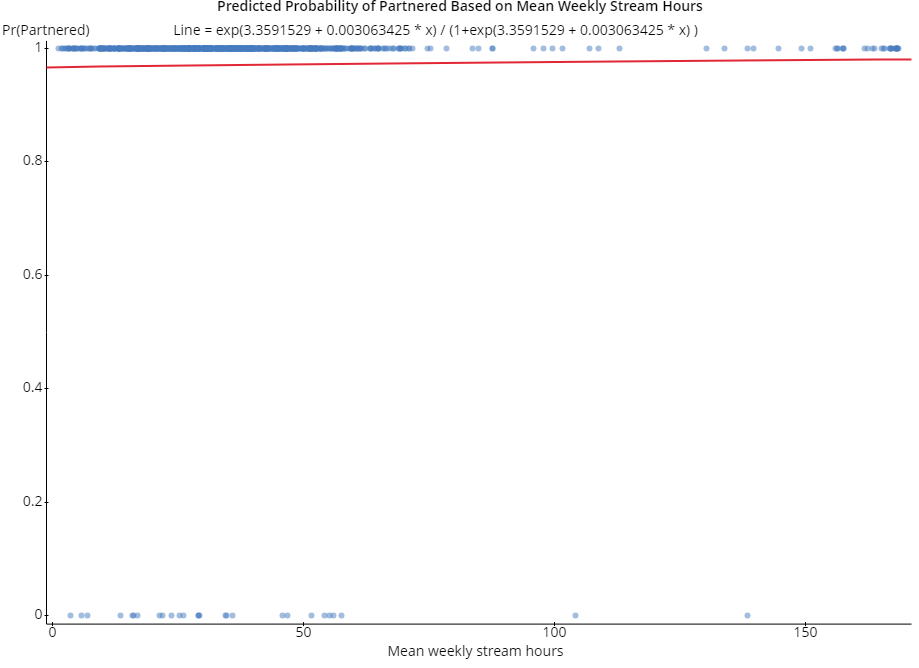 Predicted Probability of Partnered Based on Mean Weekly Stream Hours
Pr(Partnered)
Line = exp(3.3591529 + 0.003063425 * x) / (1+exp(3.3591529 + 0.003063425 * x) )
1
0.8
0.6
0.4
0.2
0
0 50 100 150
Mean weekly stream hours